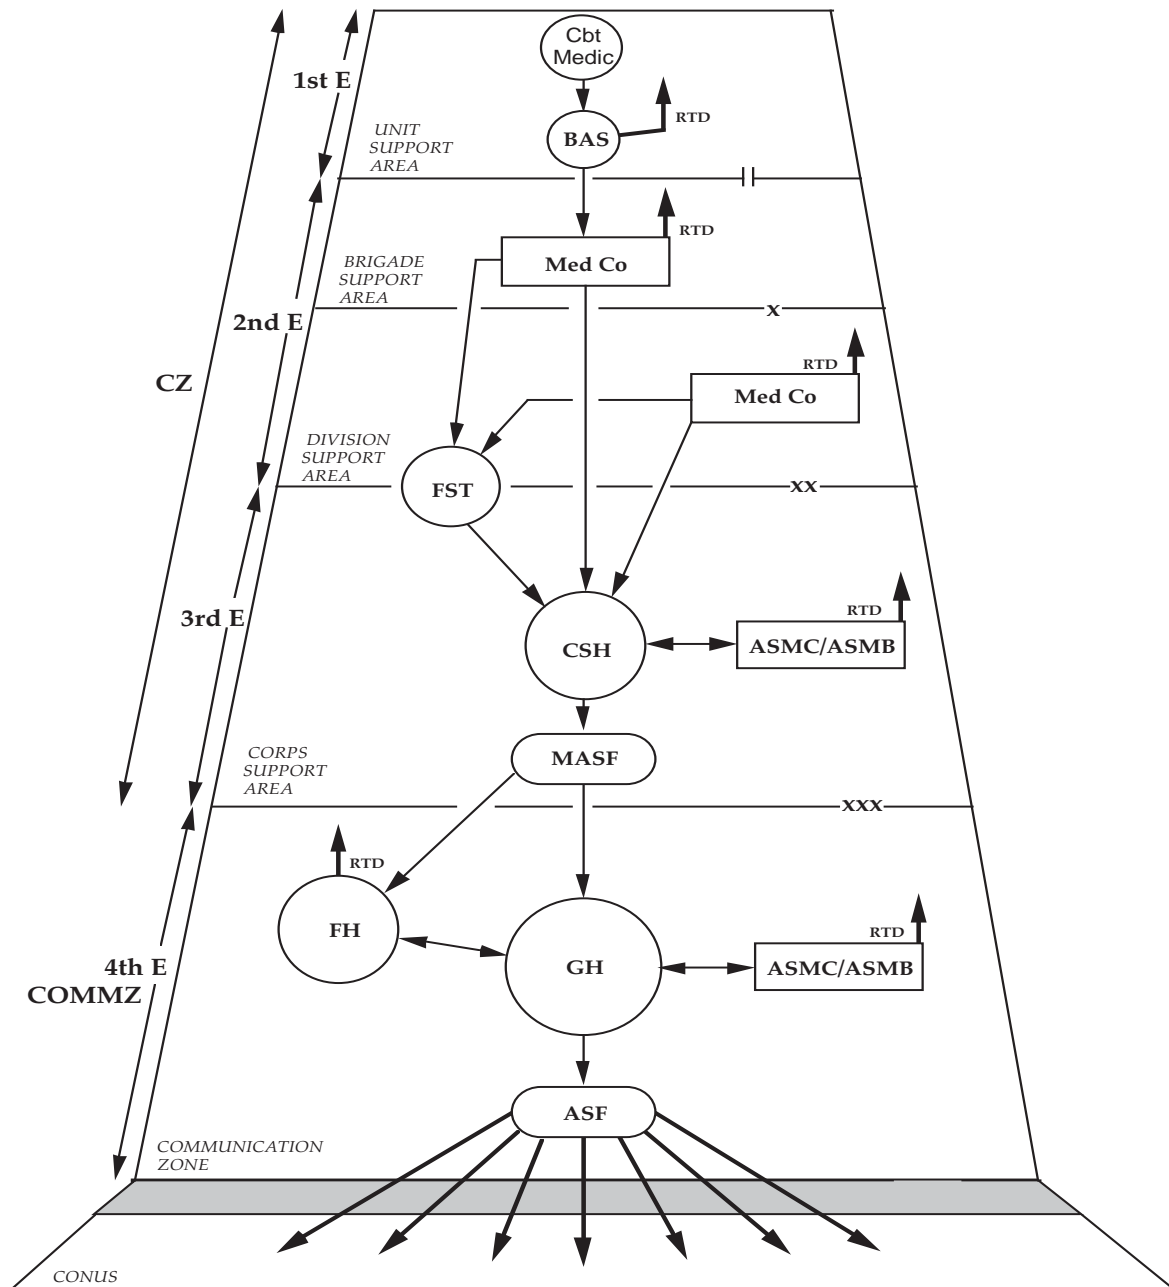 Cbt
Medic
1st E
RTD
BAS
UNIT
SUPPORT
AREA
RTD
Med Co
BRIGADE
SUPPORT
AREA
X
2nd E
CZ
RTD
Med Co
DIVISION
SUPPORT
AREA
FST
XX
3rd E
RTD
CSH
ASMC/ASMB
MASF
CORPS
SUPPORT
AREA
XXX
RTD
FH
RTD
GH
ASMC/ASMB
4th E
COMMZ
ASF
COMMUNICATION
ZONE
CONUS